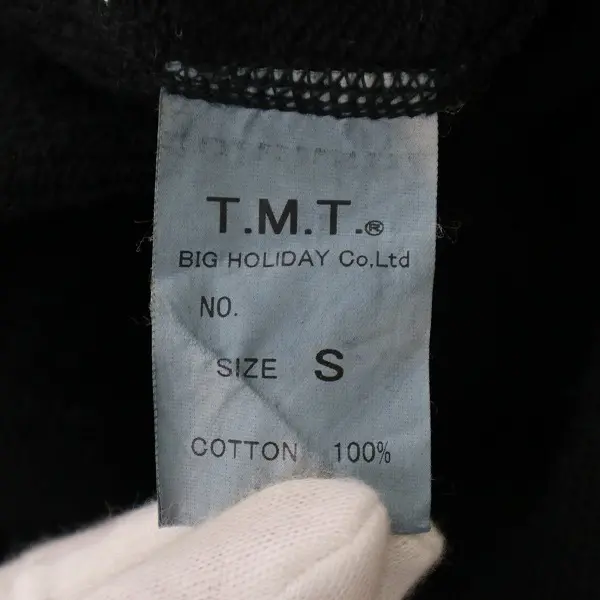 T.M.T.®
BIG HOLIDAY Co,Ltd
NO.
SIZE S
COTTON 100%